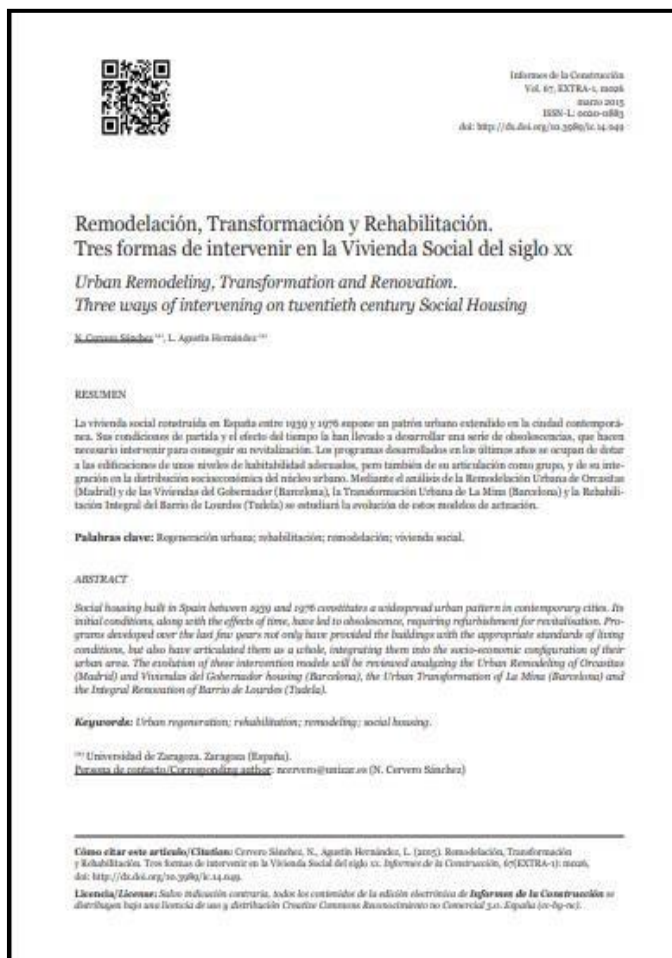 Informes de la Construcción
Vol. 67, EXTRA-1, m026
marzo 2015
ISSN-L: 0020-0883
doi: http://dx.doi.org/10.3989/ic.14.049
Remodelación, Transformación y Rehabilitación.
Tres formas de intervenir en la Vivienda Social del siglo XX
Urban Remodeling, Transformation and Renovation.
Three ways of intervening on twentieth century Social Housing
N. Cervero Sánchez (*), L. Agustín Hernández (*)
RESUMEN
La vivienda social construida en España entre 1939 y 1976 supone un patrón urbano extendido en la ciudad contemporá-
nea. Sus condiciones de partida y el efecto del tiempo la han llevado a desarrollar una serie de obsolescencias, que hacen
necesario intervenir para conseguir su revitalización. Los programas desarrollados en los últimos años se ocupan de dotar
a las edificaciones de unos niveles de habitabilidad adecuados, pero también de su articulación como grupo, y de su inte-
gración en la distribución socioeconómica del núcleo urbano. Mediante el análisis de la Remodelación Urbana de Orcasitas
(Madrid) y de las Viviendas del Gobernador (Barcelona), la Transformación Urbana de La Mina (Barcelona) y la Rehabili-
tación Integral del Barrio de Lourdes (Tudela) se estudiará la evolución de estos modelos de actuación.
Palabras clave: Regeneración urbana; rehabilitación; remodelación; vivienda social.
ABSTRACT
Social housing built in Spain between 1939 and 1976 constitutes a widespread urban pattern in contemporary cities. Its
initial conditions, along with the effects of time, have led to obsolescence, requiring refurbishment for revitalisation. Pro-
grams developed over the last few years not only have provided the buildings with the appropriate standards of living
conditions, but also have articulated them as a whole, integrating them into the socio-economic configuration of their
urban area. The evolution of these intervention models will be reviewed analyzing the Urban Remodeling of Orcasitas
(Madrid) and Viviendas del Gobernador housing (Barcelona), the Urban Transformation of La Mina (Barcelona) and
the Integral Renovation of Barrio de Lourdes (Tudela).
Keywords: Urban regeneration; rehabilitation; remodeling; social housing.
(*) Universidad de Zaragoza. Zaragoza (España).
Persona de contacto/Corresponding author: ncervero@unizar.es (N. Cervero Sánchez)
Cómo citar este artículo/Citation: Cervero Sánchez, N., Agustín Hernández, L. (2015). Remodelación, Transformación
y Rehabilitación. Tres formas de intervenir en la Vivienda Social del siglo XX. Informes de la Construcción, 67(EXTRA-1): m026,
doi: http://dx.doi.org/10.3989/ic.14.049.
Licencia/License: Salvo indicación contraria, todos los contenidos de la edición electrónica de Informes de la Construcción se
distribuyen bajo una licencia de uso y distribución Creative Commons Reconocimiento no Comercial 3.0. España (cc-by-nc).